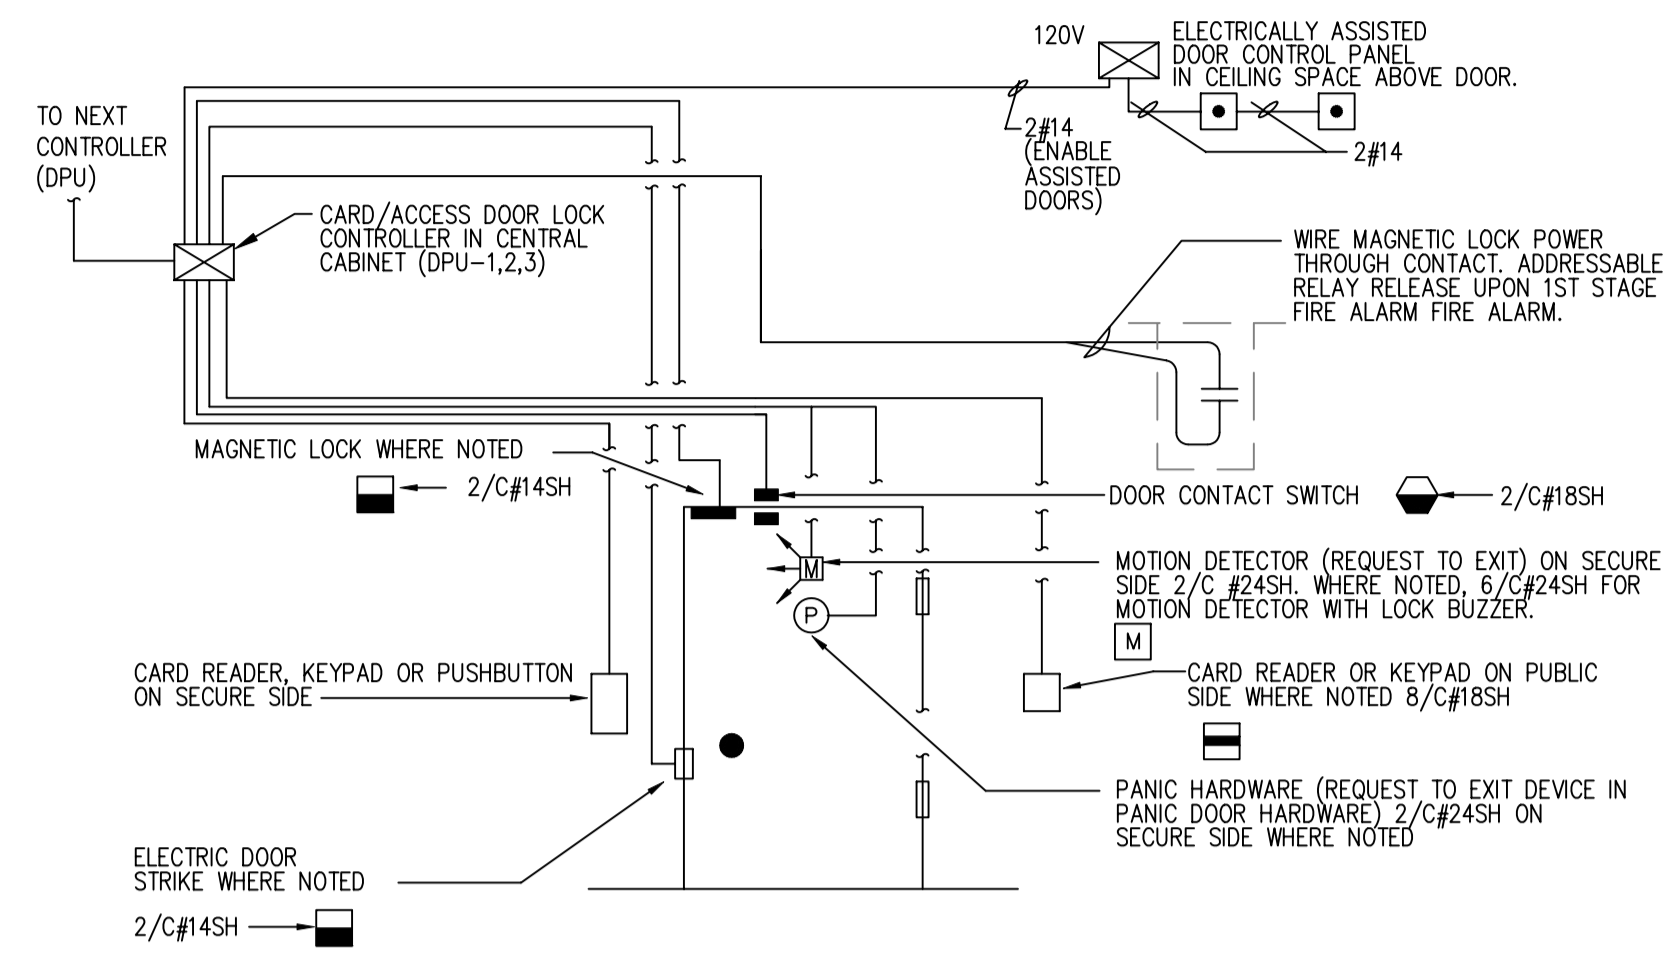 120V
ELECTRICALLY ASSISTED
DOOR CONTROL PANEL
IN CEILING SPACE ABOVE DOOR.
TO NEXT
CONTROLLER
(DPU)
2#14
(ENABLE
ASSISTED
DOORS)
2#14
CARD/ACCESS DOOR LOCK
CONTROLLER IN CENTRAL
CABINET (DPU-1,2,3)
WIRE MAGNETIC LOCK POWER
THROUGH CONTACT. ADDRESSABLE
RELAY RELEASE UPON 1ST STAGE
FIRE ALARM FIRE ALARM.
MAGNETIC LOCK WHERE NOTED
2/C#14SH
DOOR CONTACT SWITCH
2/C#18SH
M
MOTION DETECTOR (REQUEST TO EXIT) ON SECURE
SIDE 2/C #24SH. WHERE NOTED, 6/C#24SH FOR
MOTION DETECTOR WITH LOCK BUZZER.
P
M
CARD READER, KEYPAD OR PUSHBUTTON
ON SECURE SIDE
CARD READER OR KEYPAD ON PUBLIC
SIDE WHERE NOTED 8/C#18SH
PANIC HARDWARE (REQUEST TO EXIT DEVICE IN
PANIC DOOR HARDWARE) 2/C#24SH ON
SECURE SIDE WHERE NOTED
ELECTRIC DOOR
STRIKE WHERE NOTED
2/C#14SH